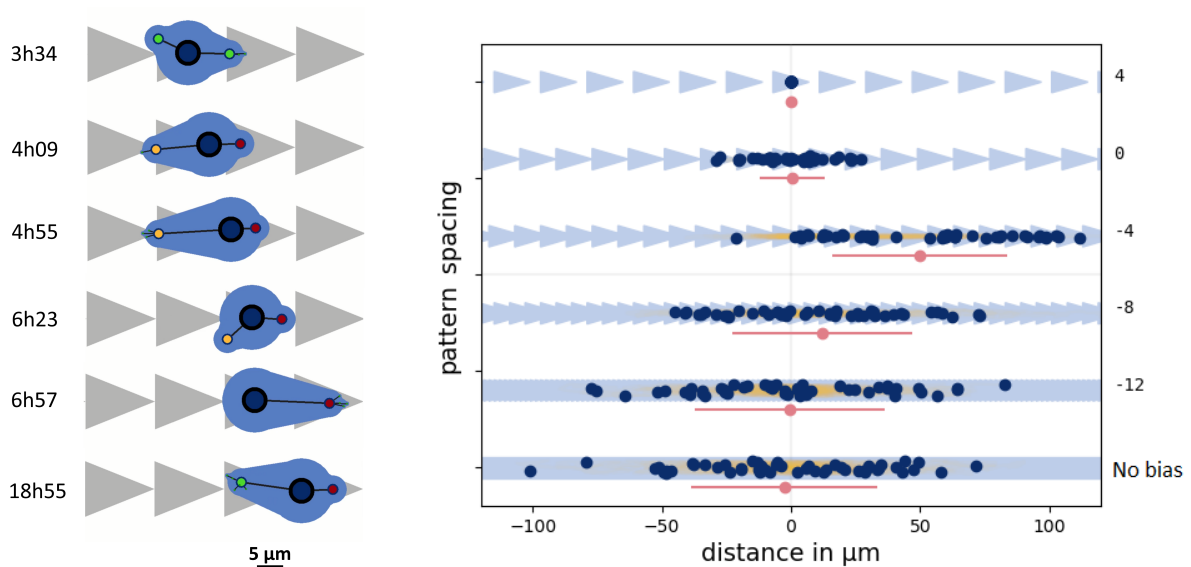 3h34
4h09
4h55
6h23
6h57
18h55
5 µm
pattern spacing
4
0
-4
-8
-12
No bias
−100
−50
0
50
100
distance in µm